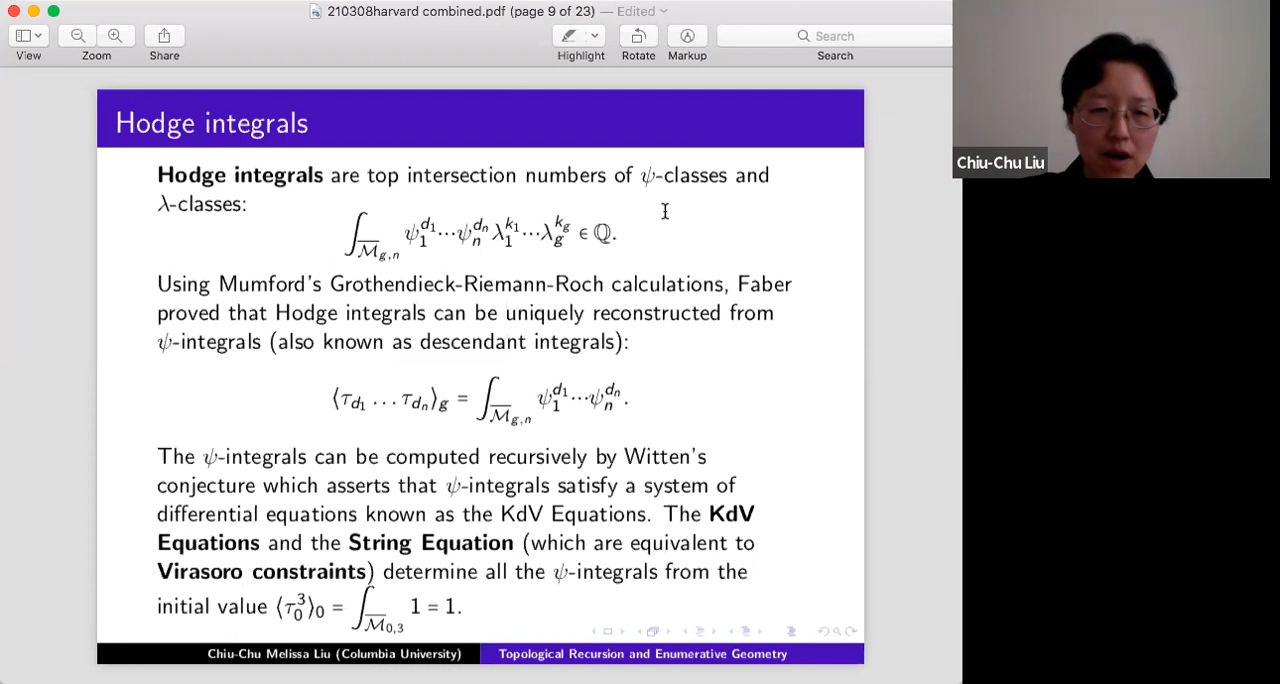 210308harvard combined.pdf (page 9 of 23) — Edited
View Zoom Share Highlight Rotate Markup Search
Search
Chiu-Chu Liu
Hodge integrals
Hodge integrals are top intersection numbers of ψ-classes and
λ-classes:
∫_{\overline{M}_{g,n}} ψ_1^{d_1}⋯ψ_n^{d_n} λ_1^{k_1}⋯λ_g^{k_g} ∈ ℚ.
Using Mumford's Grothendieck-Riemann-Roch calculations, Faber
proved that Hodge integrals can be uniquely reconstructed from
ψ-integrals (also known as descendant integrals):
⟨τ_{d_1} … τ_{d_n}⟩_g = ∫_{\overline{M}_{g,n}} ψ_1^{d_1}⋯ψ_n^{d_n}.
The ψ-integrals can be computed recursively by Witten's
conjecture which asserts that ψ-integrals satisfy a system of
differential equations known as the KdV Equations. The KdV
Equations and the String Equation (which are equivalent to
Virasoro constraints) determine all the ψ-integrals from the
initial value ⟨τ_0^3⟩_0 = ∫_{\overline{M}_{0,3}} 1 = 1.
Chiu-Chu Melissa Liu (Columbia University) Topological Recursion and Enumerative Geometry